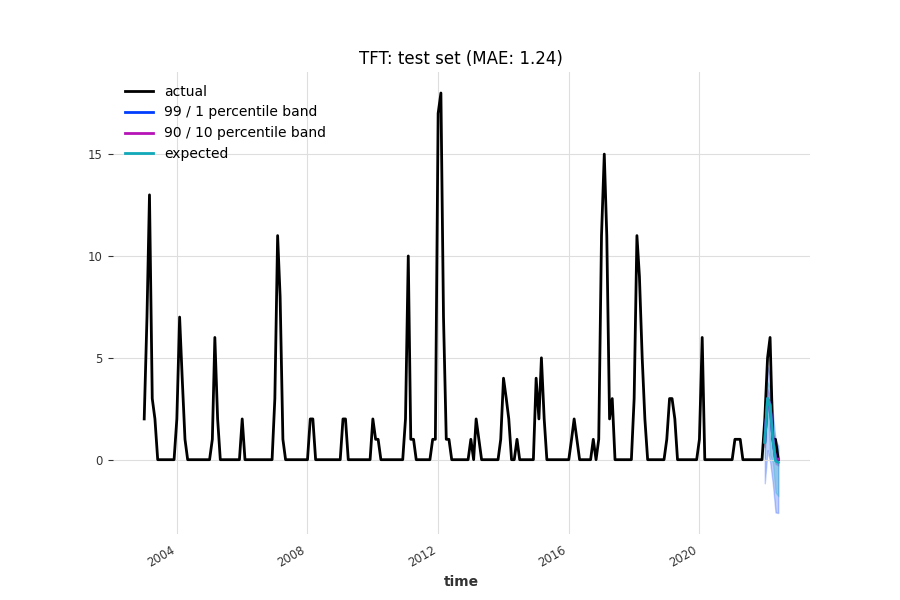 TFT: test set (MAE: 1.24)
actual
99 / 1 percentile band
90 / 10 percentile band
expected
15
10
5
0
2004
2008
2012
2016
2020
time